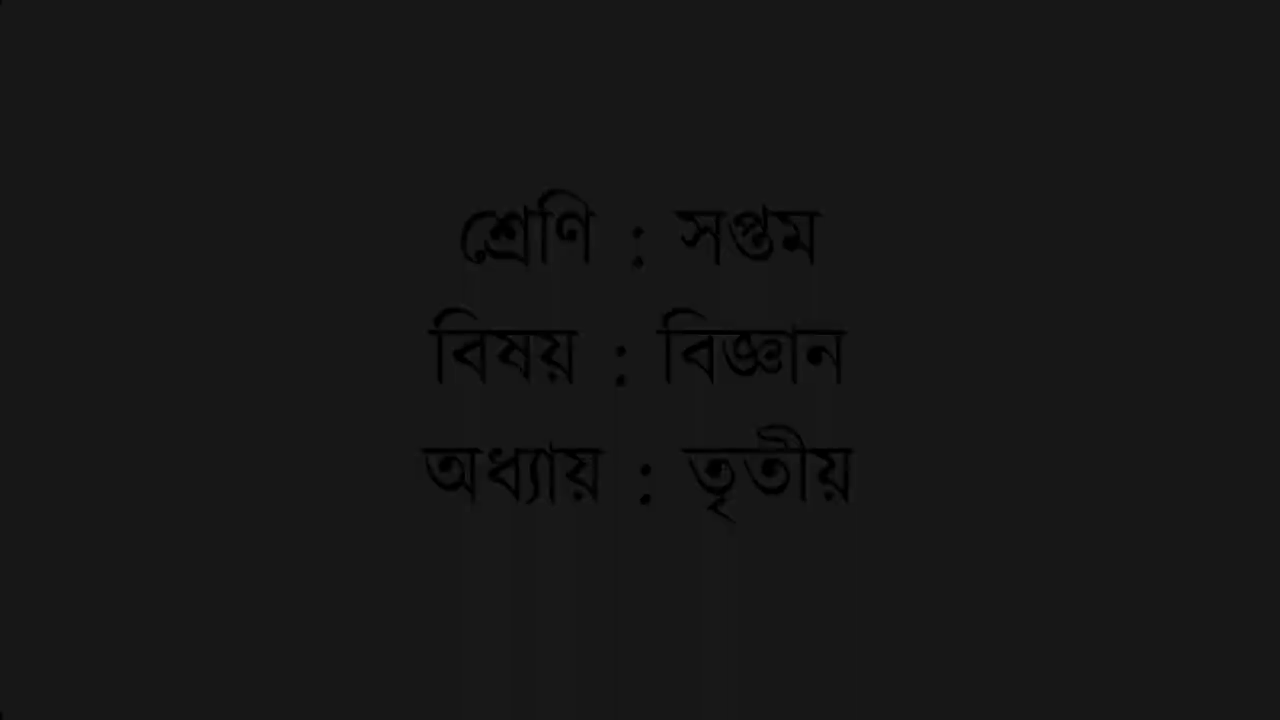 শ্রেণি : সপ্তম
বিষয় : বিজ্ঞান
অধ্যায় : তৃতীয়